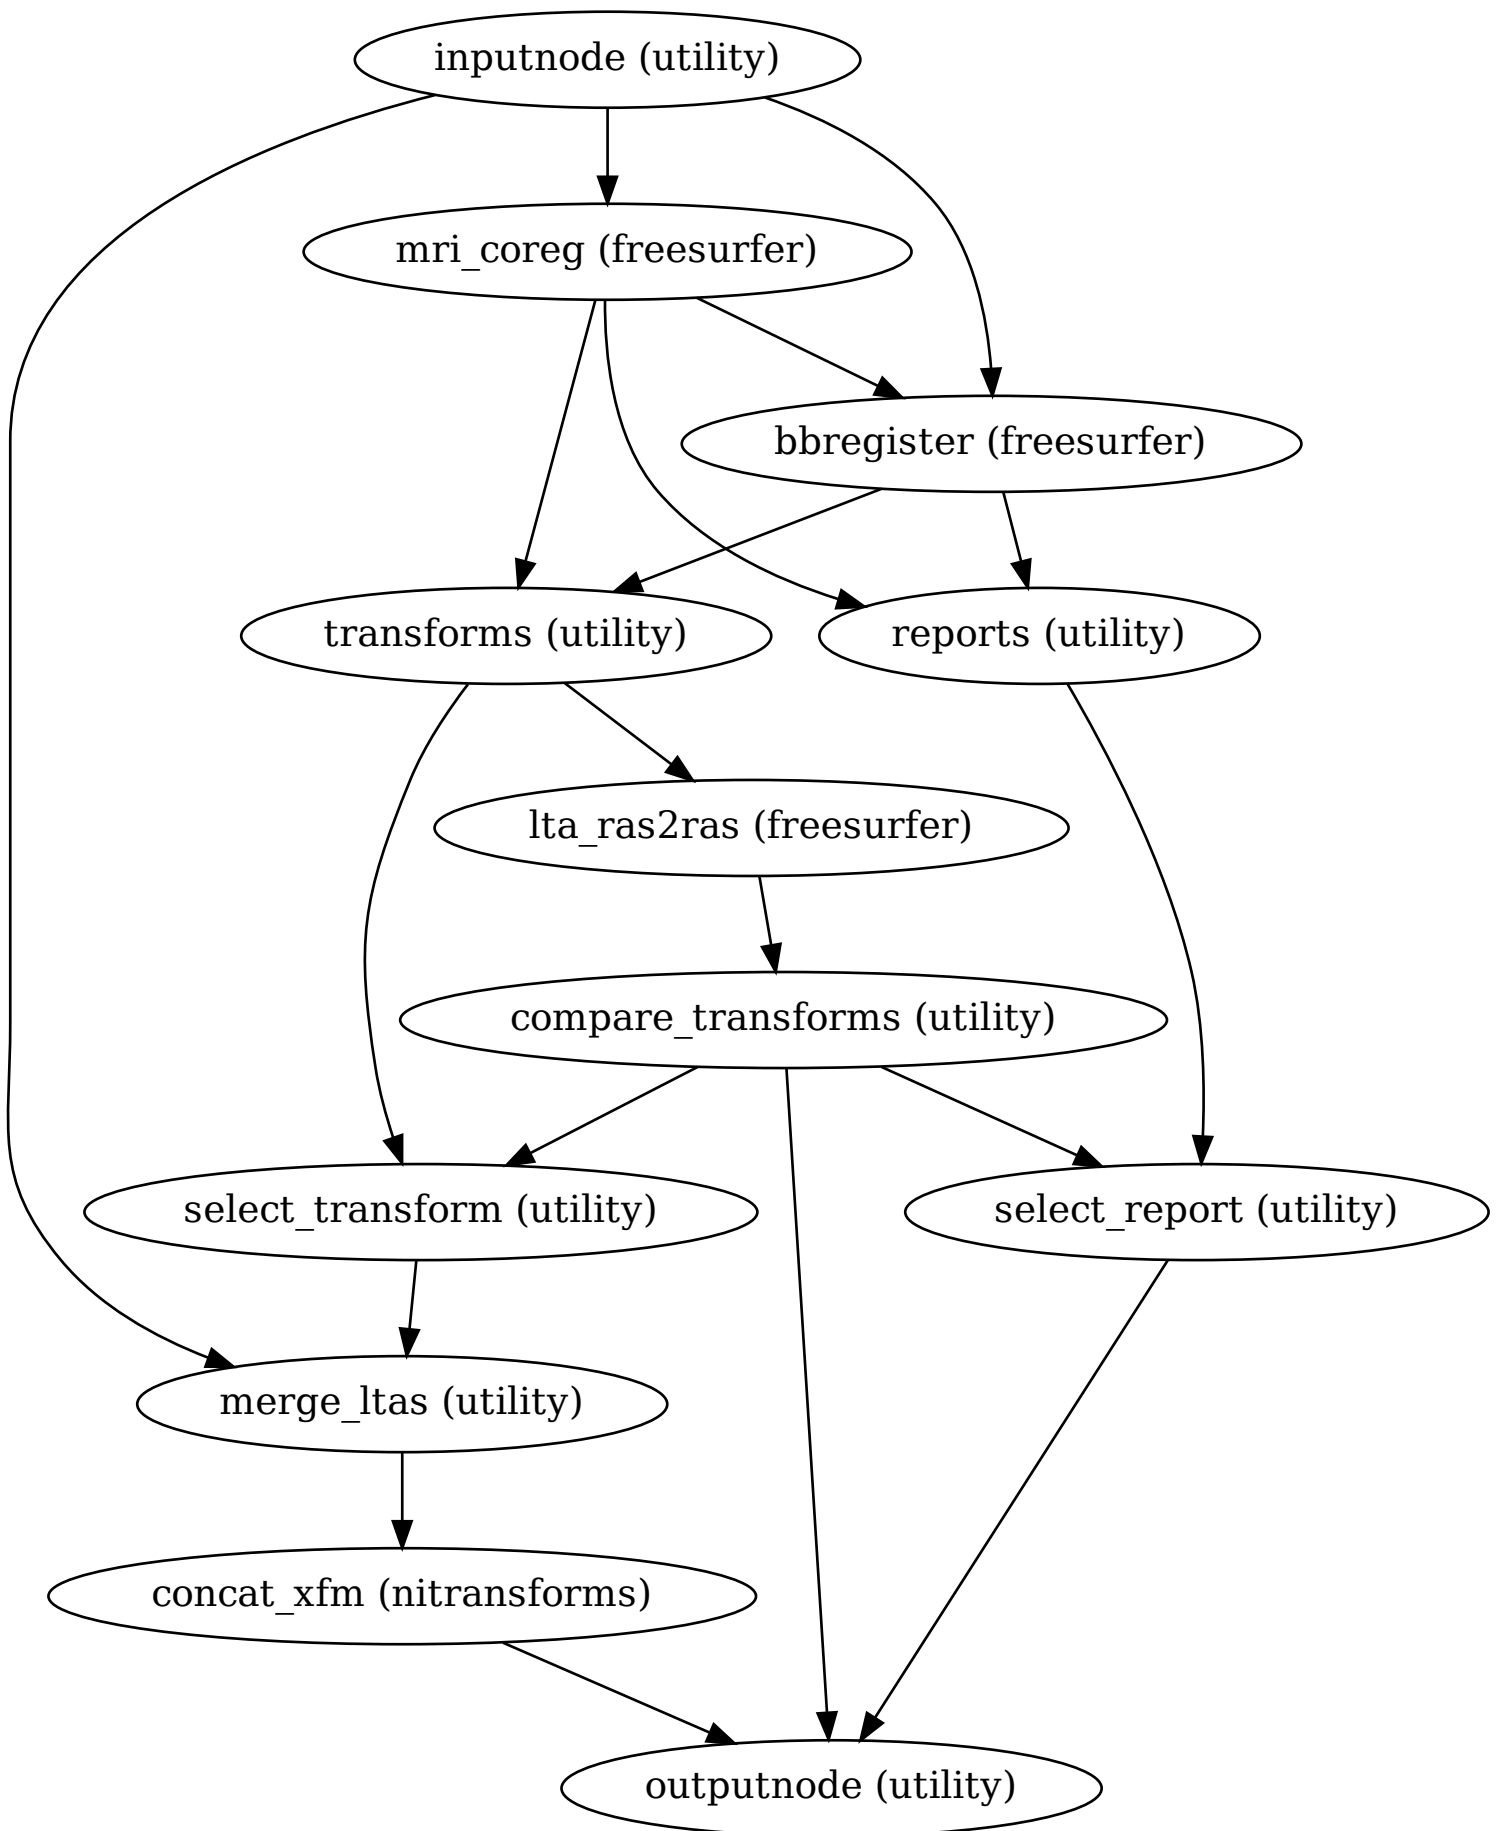 inputnode (utility)
mri_coreg (freesurfer)
bbregister (freesurfer)
transforms (utility)
reports (utility)
lta_ras2ras (freesurfer)
compare_transforms (utility)
select_transform (utility)
select_report (utility)
merge_ltas (utility)
concat_xfm (nitransforms)
outputnode (utility)